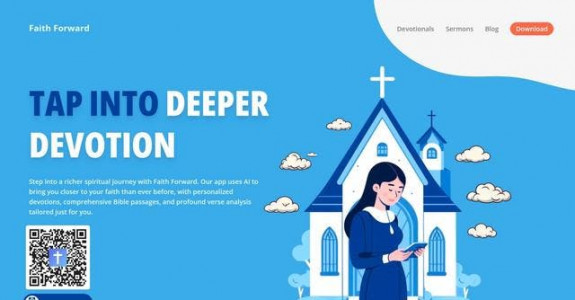 Faith Forward
Devotionals Sermons Blog Download
TAP INTO DEEPER
DEVOTION
Step into a richer spiritual journey with Faith Forward. Our app uses AI to
bring you closer to your faith than ever before, with personalized
devotions, comprehensive Bible passages, and profound verse analysis
tailored just for you.